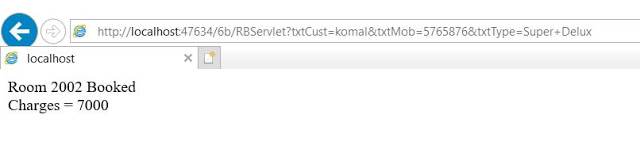 http://localhost:47634/6b/RBServlet?txtCust=komal&txtMob=5765876&txtType=Super+Delux
localhost
Room 2002 Booked
Charges = 7000